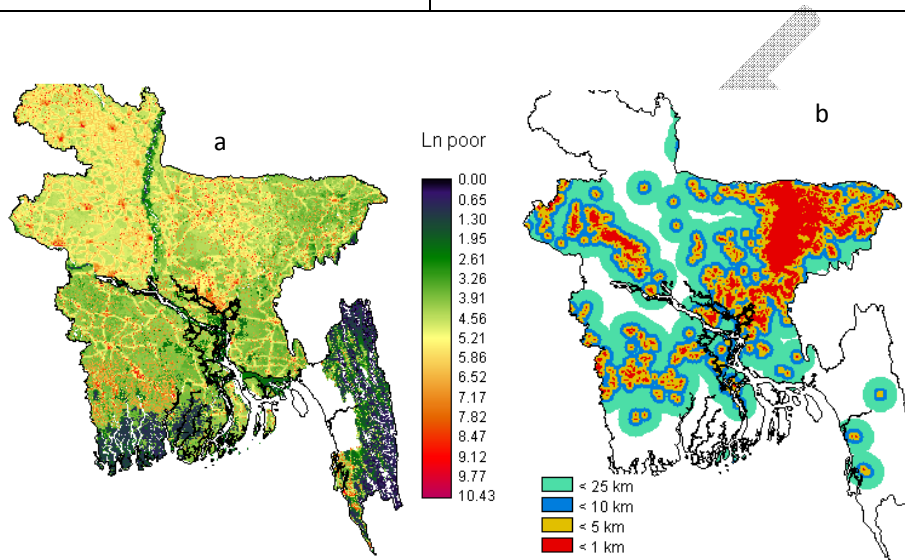 a
Ln poor
0.00
0.65
1.30
1.95
2.61
3.26
3.91
4.56
5.21
5.86
6.52
7.17
7.82
8.47
9.12
9.77
10.43
b
< 25 km
< 10 km
< 5 km
< 1 km